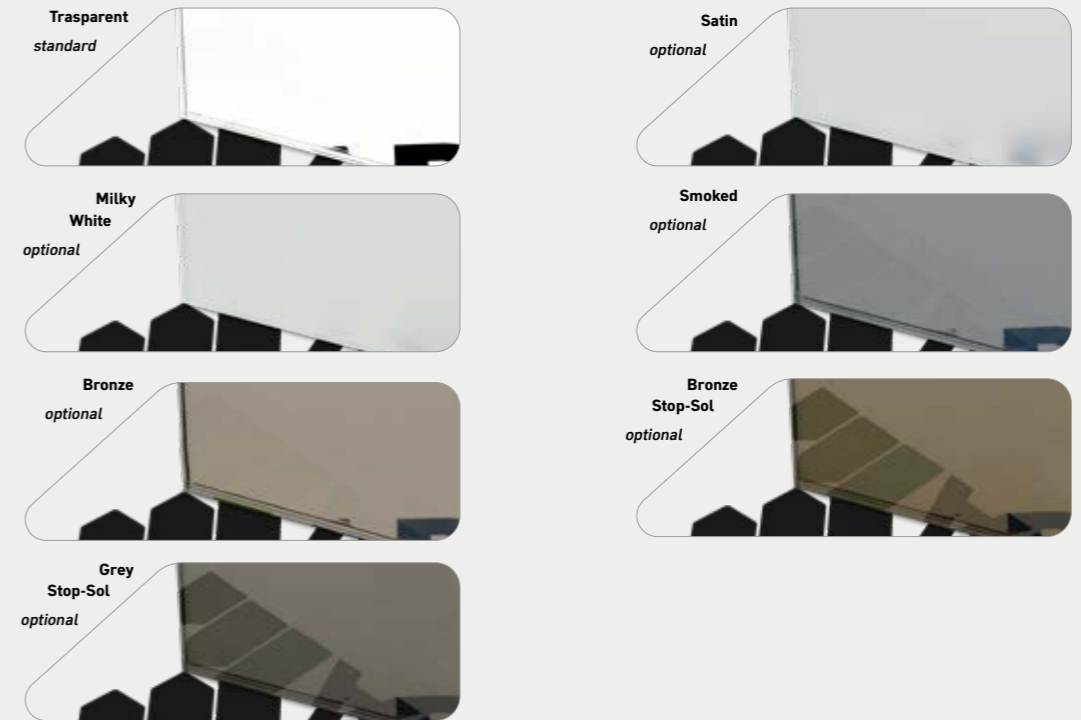 Trasparent
standard
Satin
optional
Milky
White
optional
Smoked
optional
Bronze
optional
Bronze
Stop-Sol
optional
Grey
Stop-Sol
optional